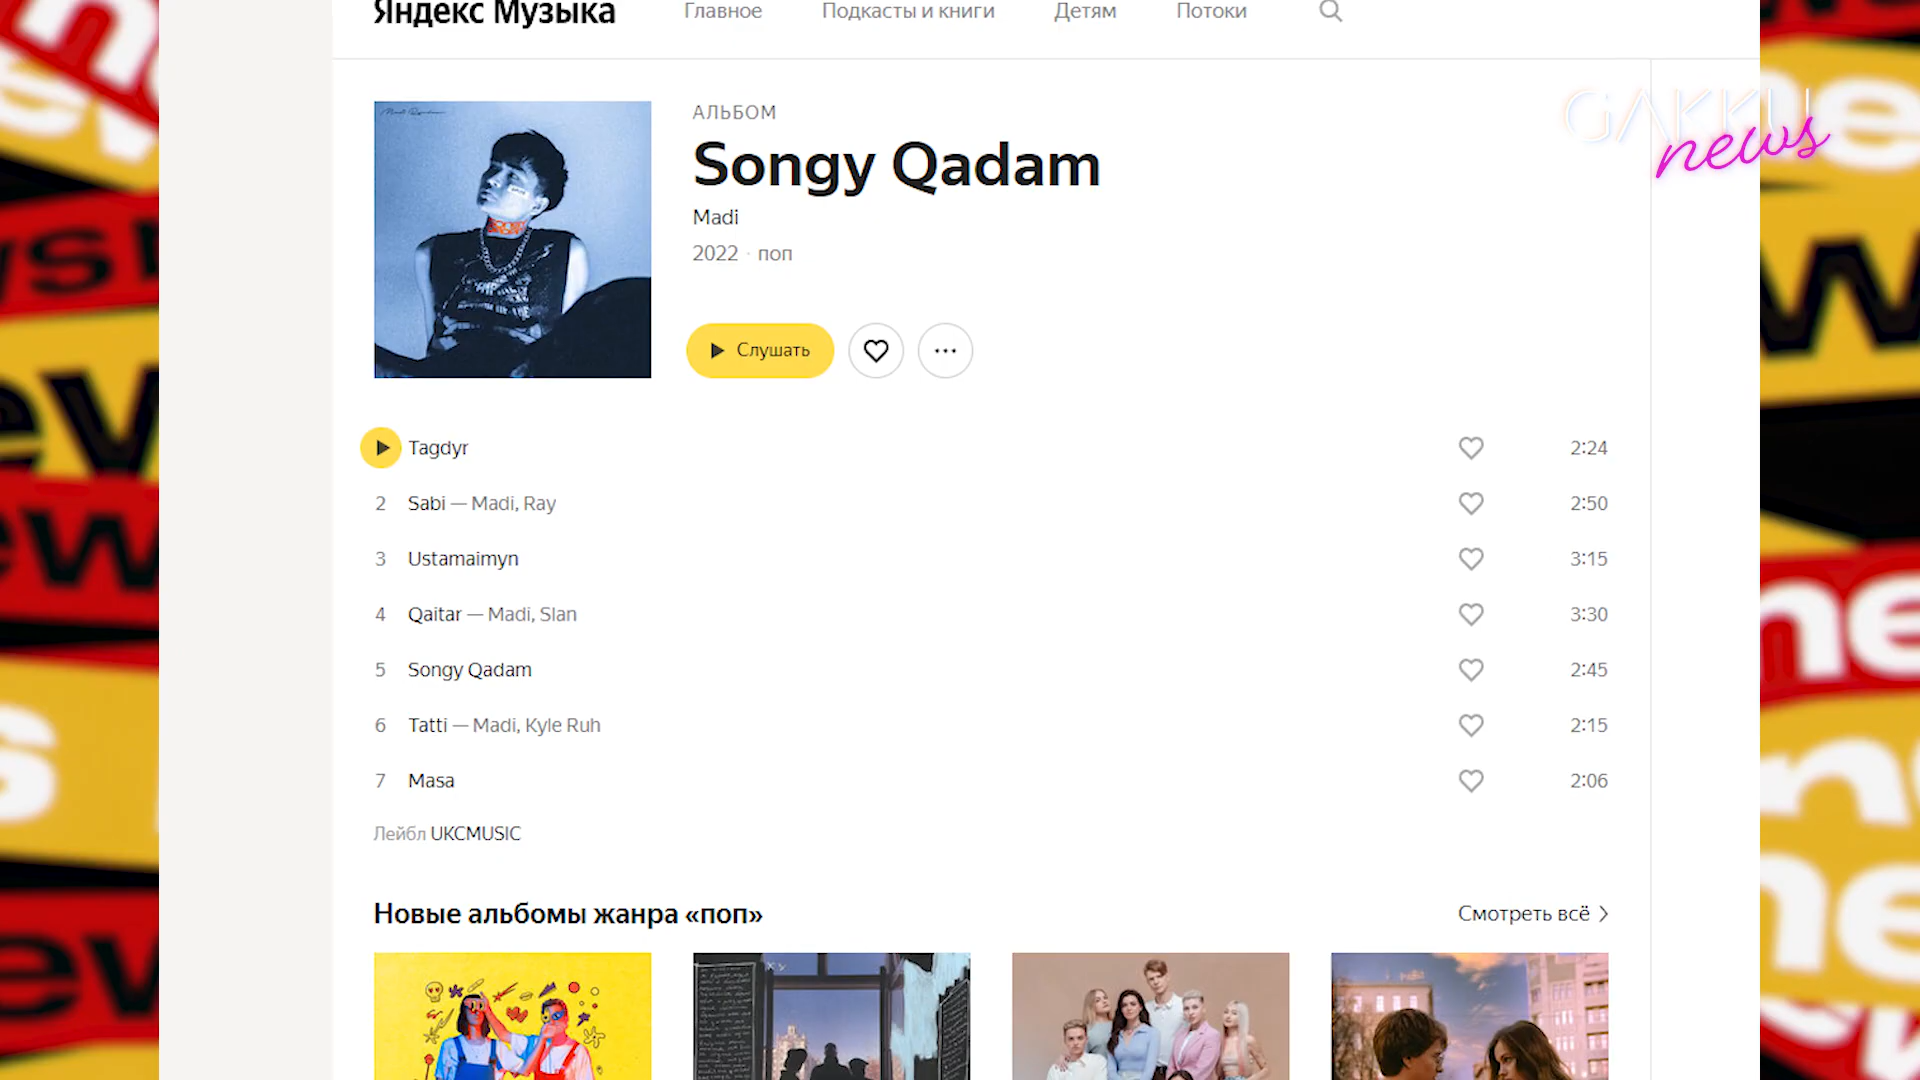 Яндекс Музыка
Главное
Подкасты и книги
Детям
Потоки
GAKKU
news
АЛЬБОМ
Songy Qadam
Madi
2022 · поп
Слушать
Tagdyr 2:24
2 Sabi — Madi, Ray 2:50
3 Ustamaimyn 3:15
4 Qaitar — Madi, Slan 3:30
5 Songy Qadam 2:45
6 Tatti — Madi, Kyle Ruh 2:15
7 Masa 2:06
Лейбл UKCMUSIC
Новые альбомы жанра «поп»
Смотреть всё